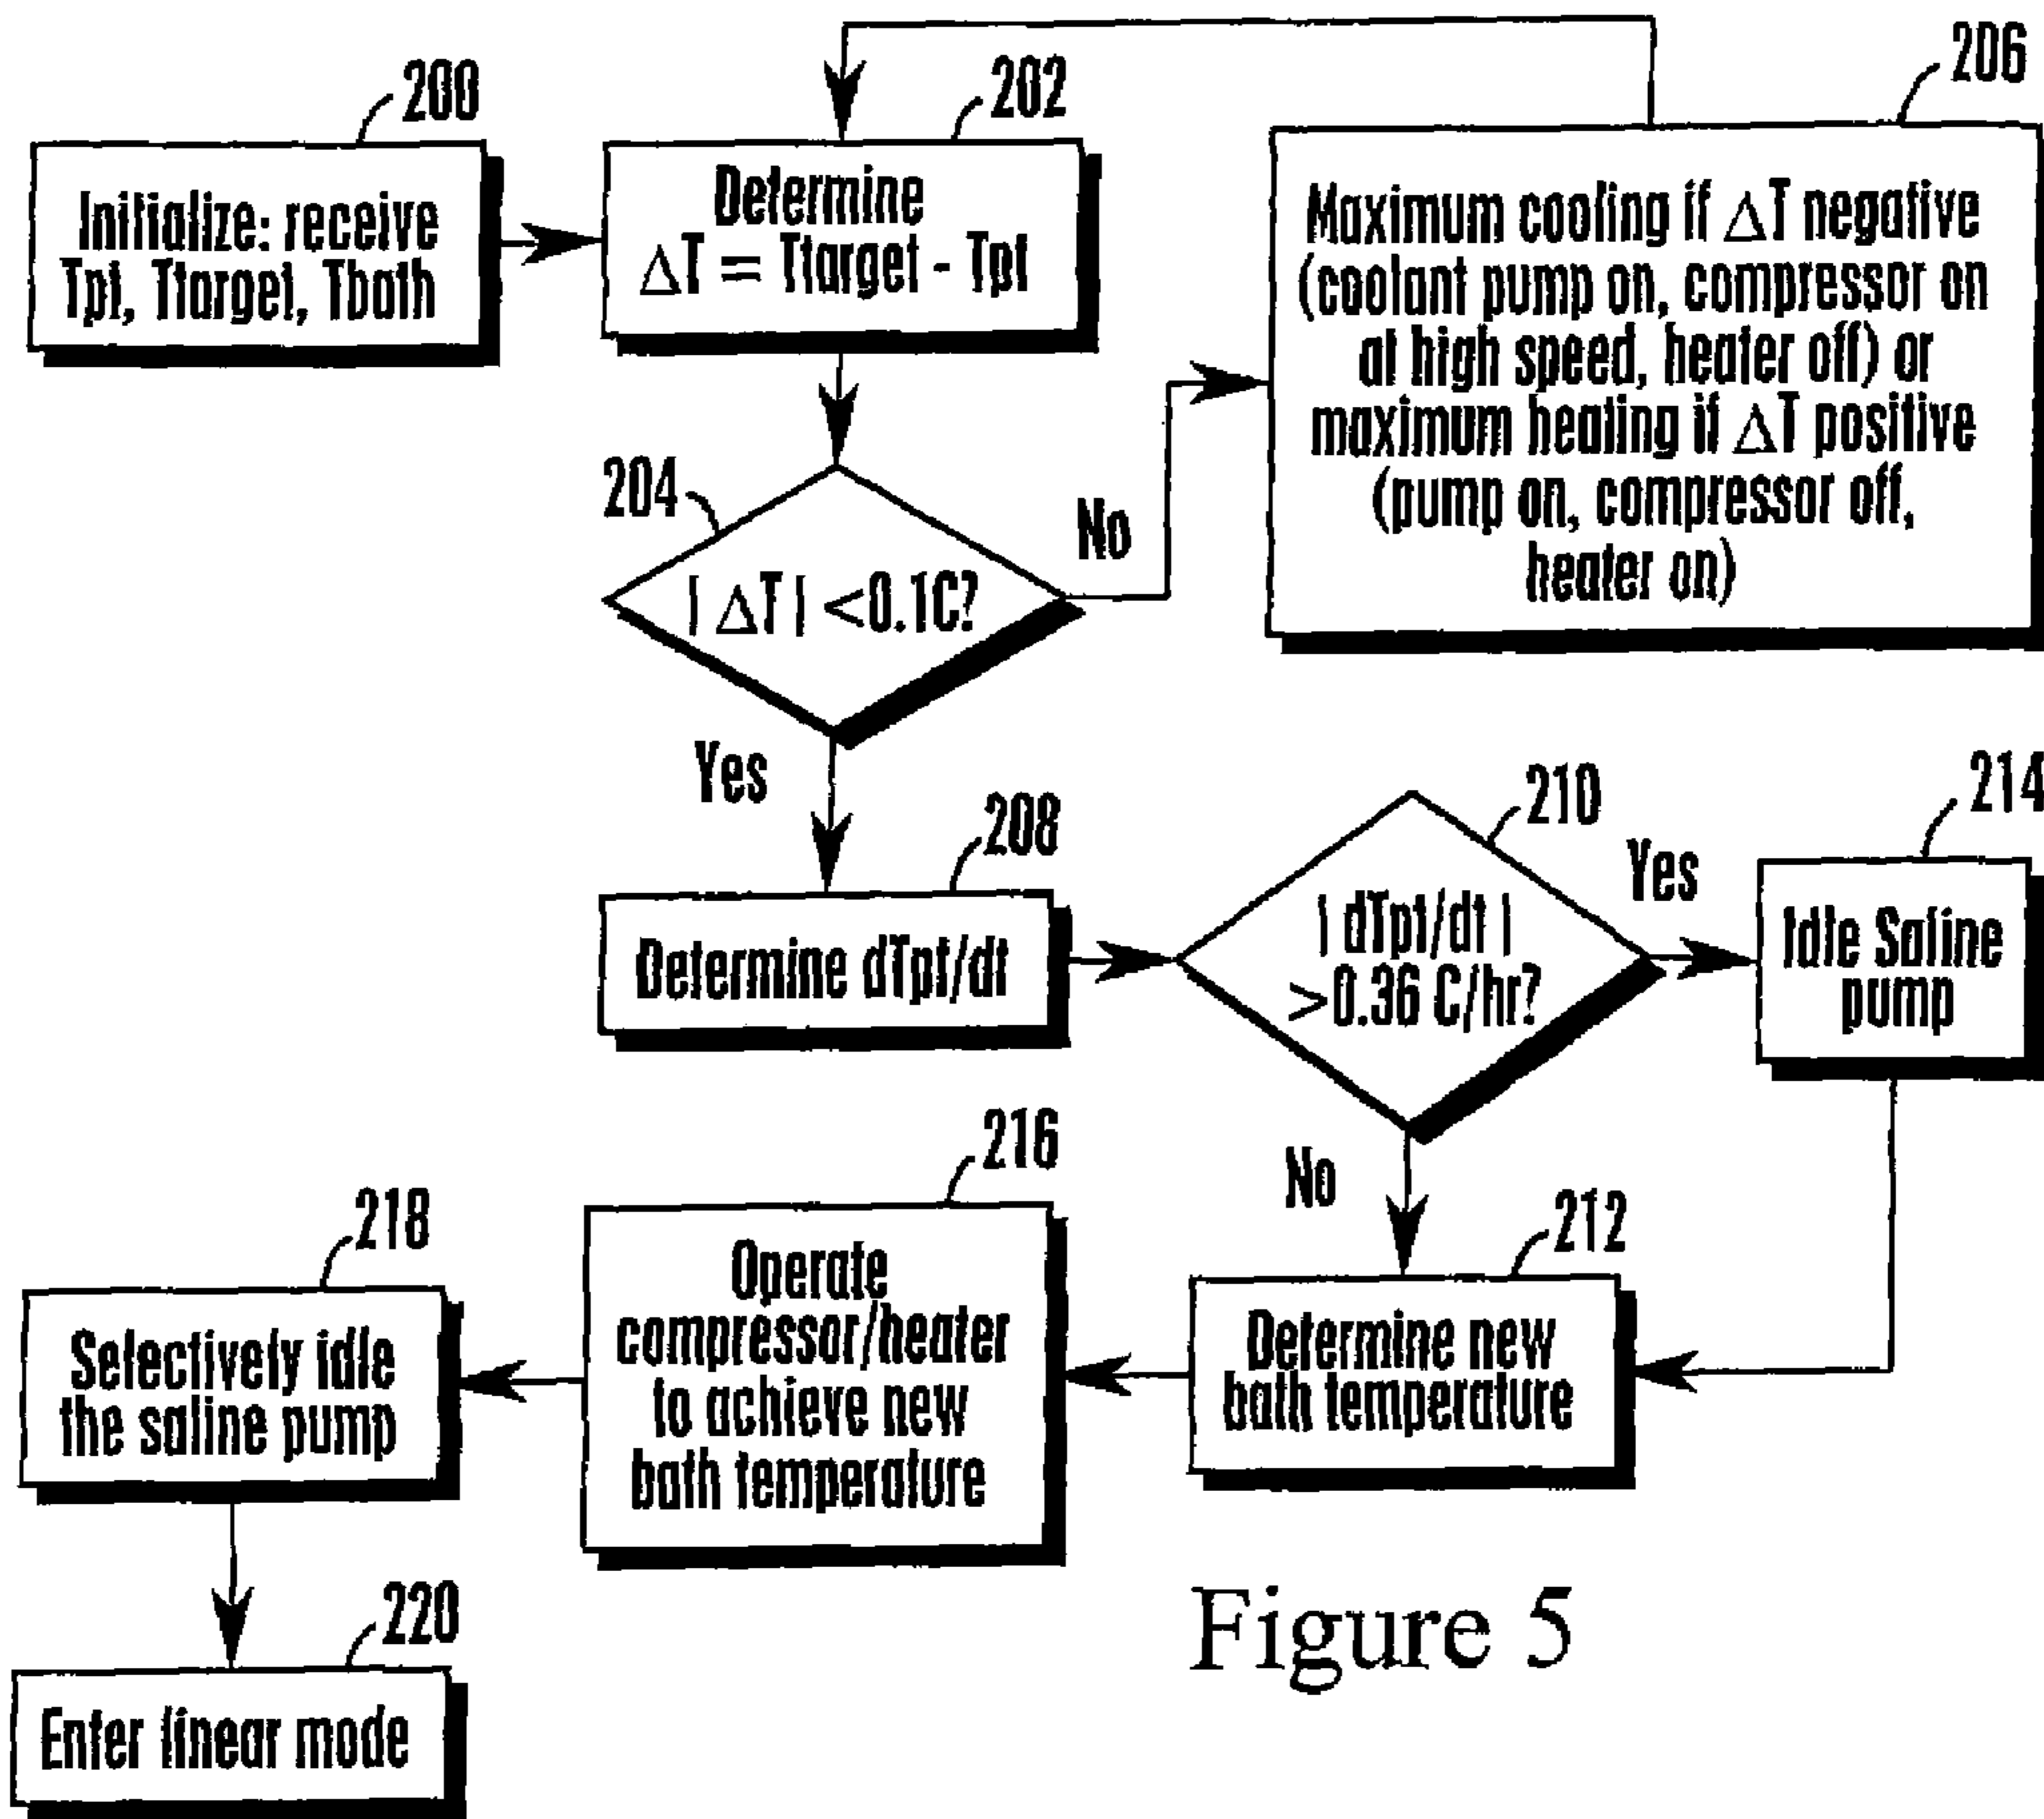 200
Initialize: receive
Tpt, Ttarget, Tbath
202
Determine
ΔT = Ttarget - Tpt
206
Maximum cooling if ΔT negative
(coolant pump on, compressor on
at high speed, heater off) or
maximum heating if ΔT positive
(pump on, compressor off,
heater on)
204
| ΔT | <0.1C?
No
Yes
208
Determine dTpt/dt
210
| dTpt/dt |
>0.36 C/hr?
Yes
No
214
Idle Saline
pump
212
Determine new
bath temperature
216
Operate
compressor/heater
to achieve new
bath temperature
218
Selectively idle
the saline pump
220
Enter linear mode
Figure 5